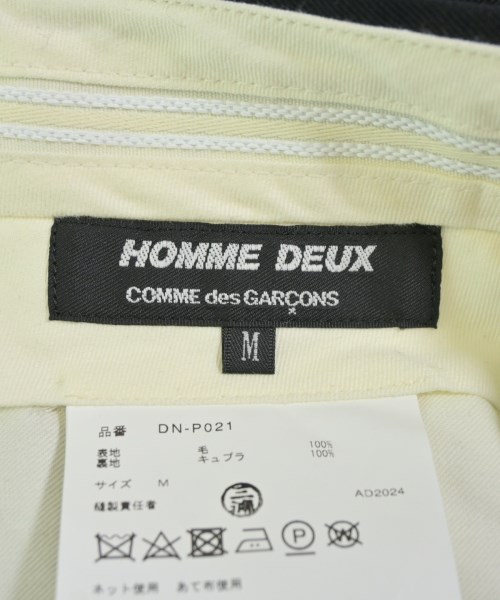 HOMME DEUX
COMME des GARÇONS
M
品番 DN-P021
表地 毛 100%
裏地 キュプラ 100%
サイズ M
縫製責任者 三浦 AD2024
ネット使用 あて布使用